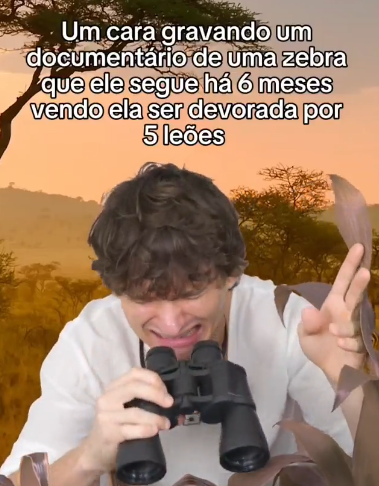 Um cara gravando um
documentário de uma zebra
que ele segue há 6 meses
vendo ela ser devorada por
5 leões